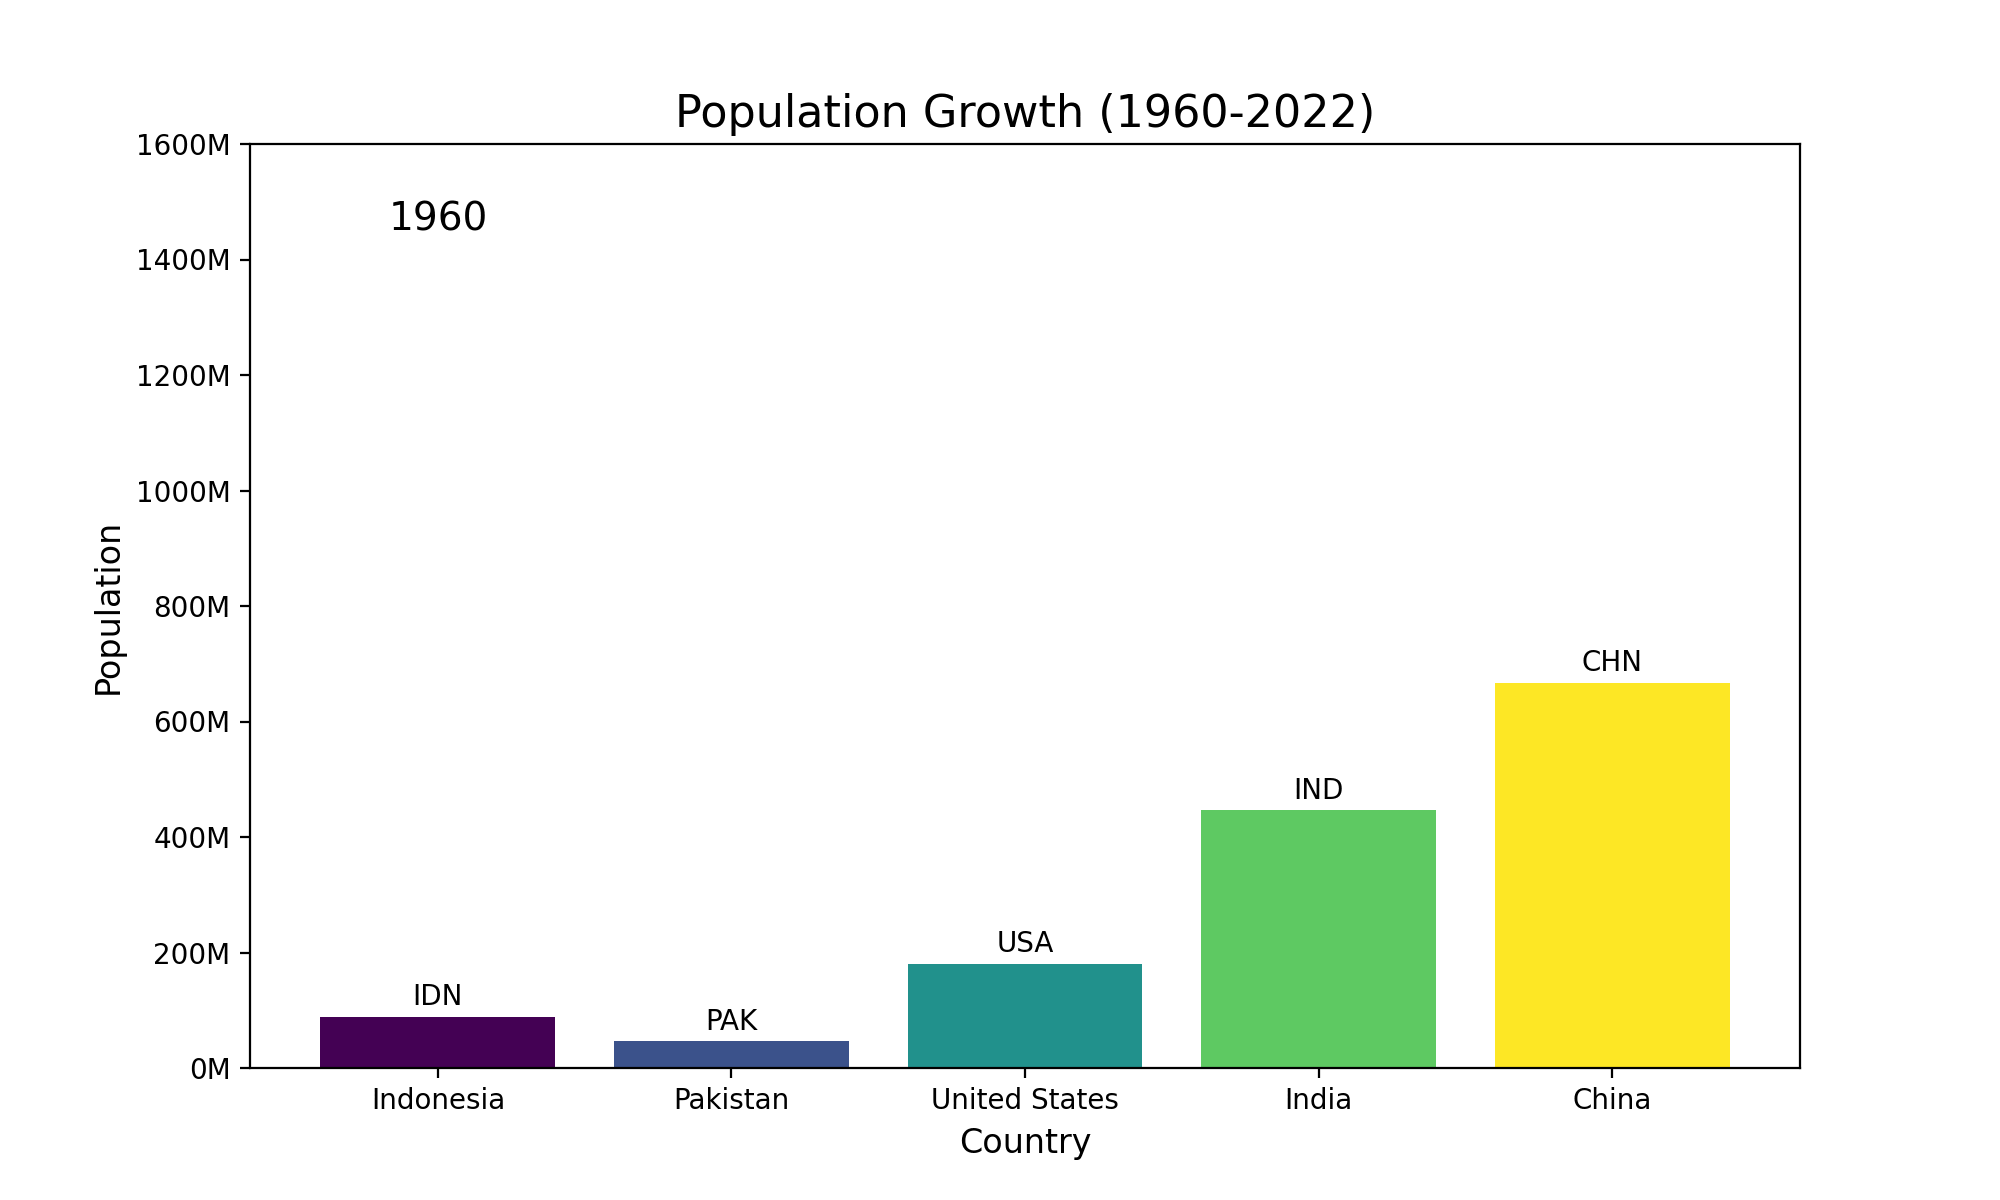 Population Growth (1960-2022)
1600M
1960
1400M
1200M
1000M
Population
800M
CHN
600M
IND
400M
USA
200M
IDN
PAK
0M
Indonesia Pakistan United States India China
Country